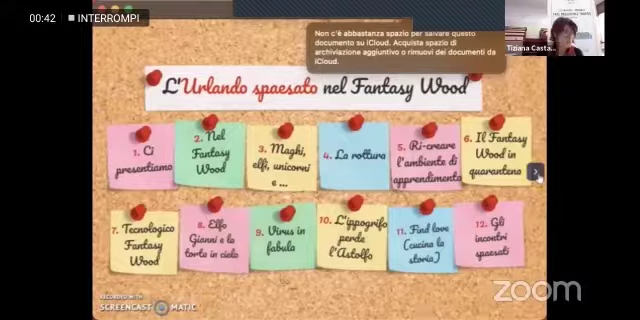 00:42
INTERROMPI
Non c'è abbastanza spazio per salvare questo
documento su iCloud. Acquista spazio di
archiviazione aggiuntivo o rimuovi dei documenti da
iCloud.
Tiziana Casta...
L'Urlando spaesato nel Fantasy Wood
1. Ci
presentiamo
2. Nel
Fantasy
Wood
3. Maghi,
elfi, unicorni
e ...
4. La rottura
5. Ri-creare
l'ambiente di
apprendimento
6. Il Fantasy
Wood in
quarantena
7. Tecnologico
Fantasy
Wood
8. Elfo
Gianni e la
torta in cielo
9. Virus in
fabula
10. L'ippogrifo
perde
l'Astolfo
11. Find love
(cucina la
storia)
12. Gli
incontri
spaesati
RECORDED WITH
SCREENCAST MATIC
zoom